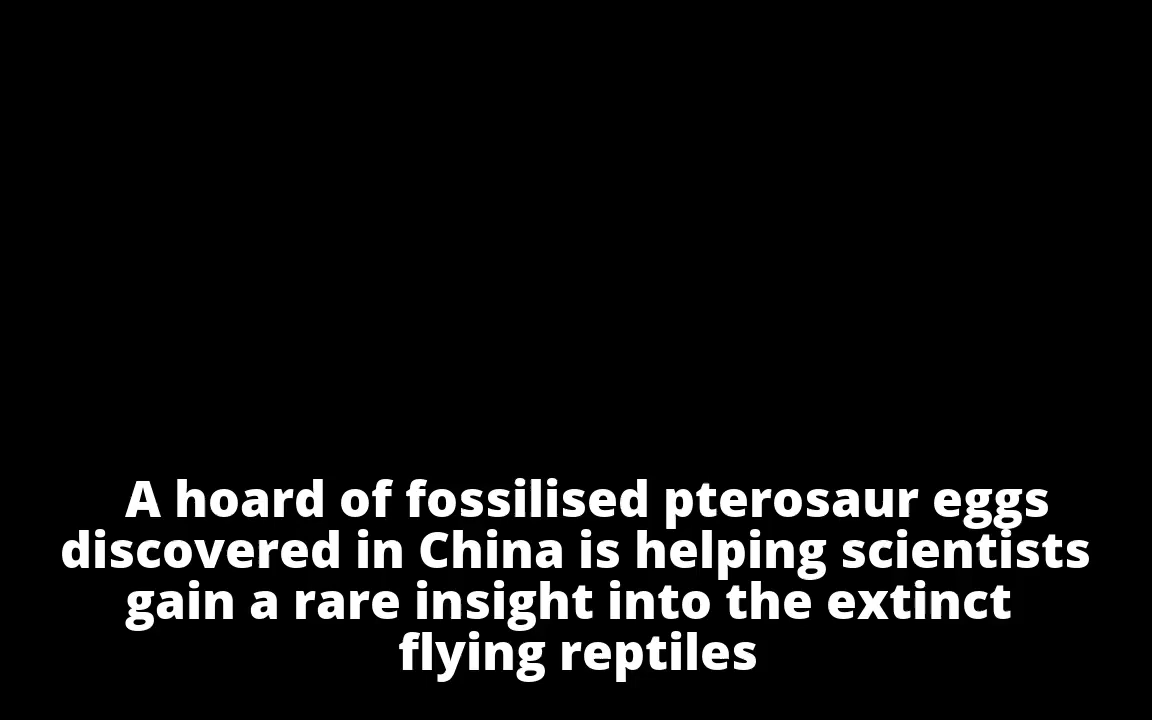 A hoard of fossilised pterosaur eggs
discovered in China is helping scientists
gain a rare insight into the extinct
flying reptiles